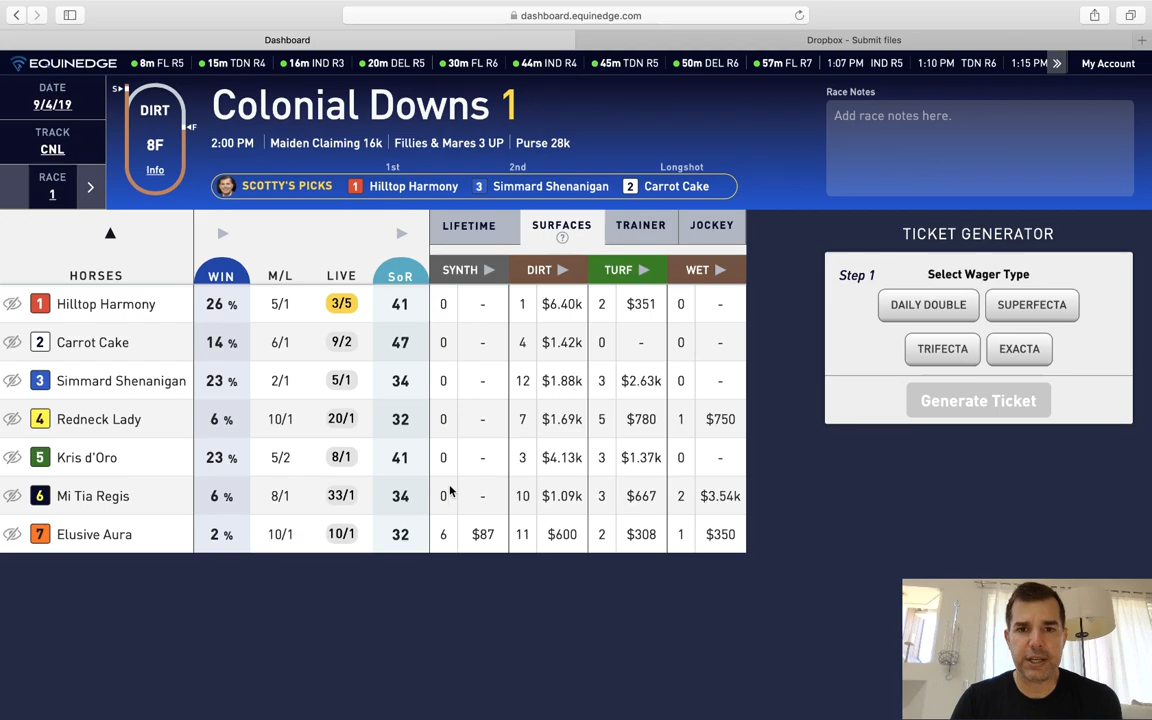 dashboard.equinedge.com
Dashboard
Dropbox - Submit files
EQUINEDGE 8m FL R5 15m TDN R4 16m IND R3 20m DEL R5 30m FL R6 44m IND R4 45m TDN R5 50m DEL R6 57m FL R7 1:07 PM IND R5 1:10 PM TDN R6 1:15 PM My Account
DATE
9/4/19
TRACK
CNL
RACE
1
S
F
DIRT
8F
Info
Colonial Downs 1
2:00 PM Maiden Claiming 16k Fillies & Mares 3 UP Purse 28k
1st 2nd Longshot
SCOTTY'S PICKS 1 Hilltop Harmony 3 Simmard Shenanigan 2 Carrot Cake
Race Notes
Add race notes here.
LIFETIME SURFACES ? TRAINER JOCKEY
HORSES WIN M/L LIVE SoR SYNTH DIRT TURF WET
1 Hilltop Harmony 26 % 5/1 3/5 41 0 - 1 $6.40k 2 $351 0 -
2 Carrot Cake 14 % 6/1 9/2 47 0 - 4 $1.42k 0 - 0 -
3 Simmard Shenanigan 23 % 2/1 5/1 34 0 - 12 $1.88k 3 $2.63k 0 -
4 Redneck Lady 6 % 10/1 20/1 32 0 - 7 $1.69k 5 $780 1 $750
5 Kris d'Oro 23 % 5/2 8/1 41 0 - 3 $4.13k 3 $1.37k 0 -
6 Mi Tia Regis 6 % 8/1 33/1 34 0 - 10 $1.09k 3 $667 2 $3.54k
7 Elusive Aura 2 % 10/1 10/1 32 6 $87 11 $600 2 $308 1 $350
TICKET GENERATOR
Step 1 Select Wager Type
DAILY DOUBLE SUPERFECTA
TRIFECTA EXACTA
Generate Ticket